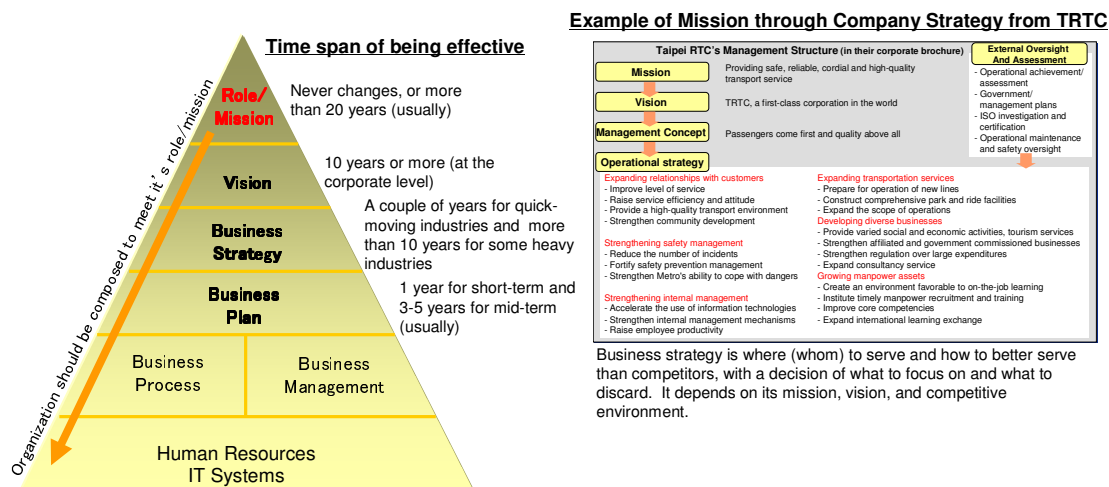 Time span of being effective
Organization should be composed to meet it's role/mission
Role/
Mission
Never changes, or more
than 20 years (usually)
Vision
10 years or more (at the
corporate level)
Business
Strategy
A couple of years for quick-
moving industries and more
than 10 years for some heavy
industries
Business
Plan
1 year for short-term and
3-5 years for mid-term
(usually)
Business
Process
Business
Management
Human Resources
IT Systems
Example of Mission through Company Strategy from TRTC
Taipei RTC's Management Structure (in their corporate brochure)
Mission
Providing safe, reliable, cordial and high-quality
transport service
Vision
TRTC, a first-class corporation in the world
Management Concept
Passengers come first and quality above all
Operational strategy
External Oversight
And Assessment
- Operational achievement/
assessment
- Government/
management plans
- ISO investigation and
certification
- Operational maintenance
and safety oversight
Expanding relationships with customers
- Improve level of service
- Raise service efficiency and attitude
- Provide a high-quality transport environment
- Strengthen community development
Strengthening safety management
- Reduce the number of incidents
- Fortify safety prevention management
- Strengthen Metro's ability to cope with dangers
Strengthening internal management
- Accelerate the use of information technologies
- Strengthen internal management mechanisms
- Raise employee productivity
Expanding transportation services
- Prepare for operation of new lines
- Construct comprehensive park and ride facilities
- Expand the scope of operations
Developing diverse businesses
- Provide varied social and economic activities, tourism services
- Strengthen affiliated and government commissioned businesses
- Strengthen regulation over large expenditures
- Expand consultancy service
Growing manpower assets
- Create an environment favorable to on-the-job learning
- Institute timely manpower recruitment and training
- Improve core competencies
- Expand international learning exchange
Business strategy is where (whom) to serve and how to better serve
than competitors, with a decision of what to focus on and what to
discard. It depends on its mission, vision, and competitive
environment.